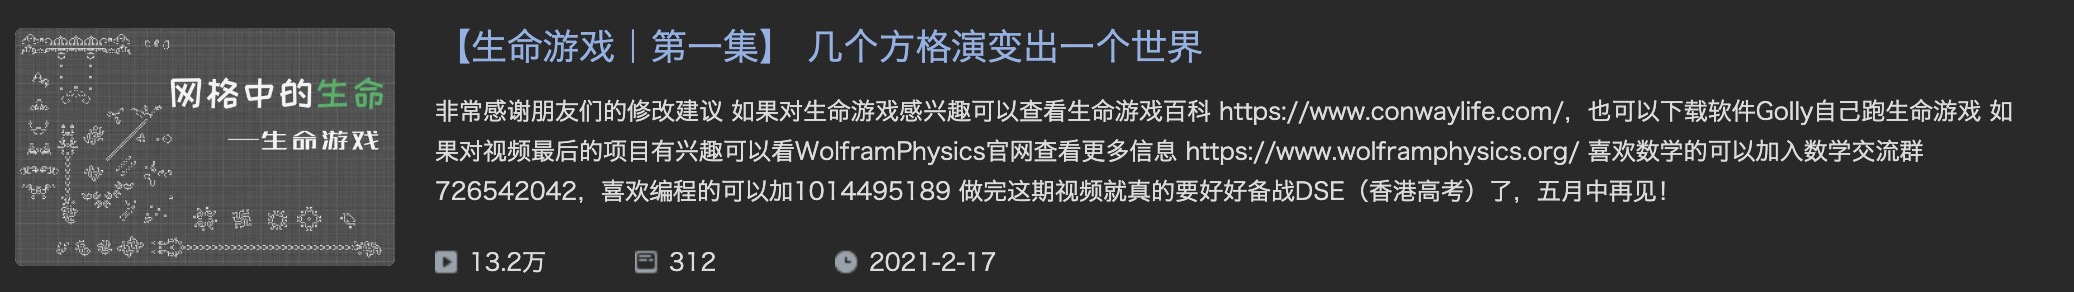 网格中的生命
—生命游戏
【生命游戏｜第一集】 几个方格演变出一个世界
非常感谢朋友们的修改建议 如果对生命游戏感兴趣可以查看生命游戏百科 https://www.conwaylife.com/，也可以下载软件Golly自己跑生命游戏 如
果对视频最后的项目有兴趣可以看WolframPhysics官网查看更多信息 https://www.wolframphysics.org/ 喜欢数学的可以加入数学交流群
726542042，喜欢编程的可以加1014495189 做完这期视频就真的要好好备战DSE（香港高考）了，五月中再见！
13.2万 312 2021-2-17